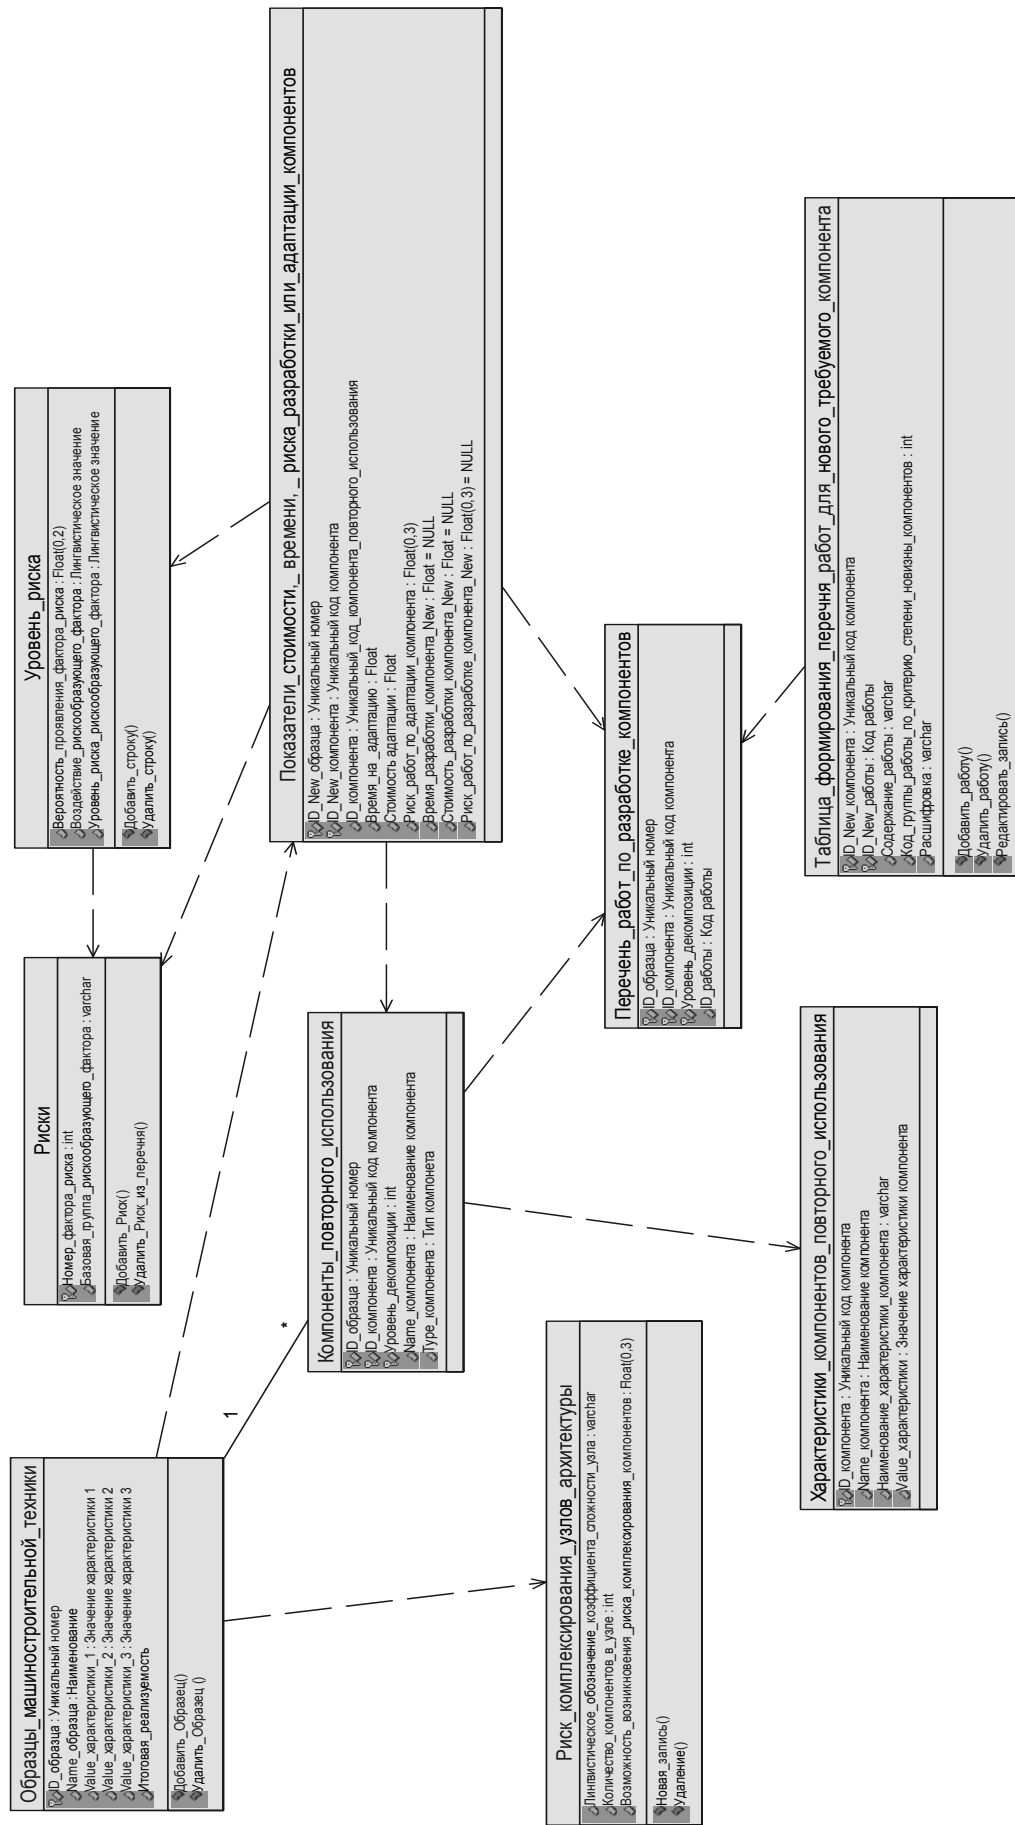 Образцы_машиностроительной_техники
ID_образца : Уникальный номер
Name_образца : Наименование
Value_характеристики_1 : Значение характеристики 1
Value_характеристики_2 : Значение характеристики 2
Value_характеристики_3 : Значение характеристики 3
Итоговая_реализуемость
Добавить_Образец()
Удалить_Образец ()
1
*
Риски
Номер_фактора_риска : int
Базовая_группа_рискообразующего_фактора : varchar
Добавить_Риск()
Удалить_Риск_из_перечня()
Уровень_риска
Вероятность_проявления_фактора_риска : Float(0,2)
Воздействие_рискообразующего_фактора : Лингвистическое значение
Уровень_риска_рискообразующего_фактора : Лингвистическое значение
Добавить_строку()
Удалить_строку()
Компоненты_повторного_использования
ID_образца : Уникальный номер
ID_компонента : Уникальный код компонента
Уровень_декомпозиции : int
Name_компонента : Наименование компонента
Type_компонента : Тип компонета
Показатели_стоимости,_времени,_риска_разработки_или_адаптации_компонентов
ID_New_образца : Уникальный номер
ID_New_компонента : Уникальный код компонента
ID_компонента : Уникальный_код_компонента_повторного_использования
Время_на_адаптацию : Float
Стоимость адаптации : Float
Риск_работ_по_адаптации_компонента : Float(0,3)
Время_разработки_компонента_New : Float = NULL
Стоимость_разработки_компонента_New : Float = NULL
Риск_работ_по_разработке_компонента_New : Float(0,3) = NULL
Риск_комплексирования_узлов_архитектуры
Лингвистическое_обозначение_коэффициента_сложности_узла : varchar
Количество_компонентов_в_узле : int
Возможность_возникновения_риска_комплексирования_компонентов : Float(0,3)
Новая_запись()
Удаление()
Перечень_работ_по_разработке_компонентов
ID_образца : Уникальный номер
ID_компонента : Уникальный код компонента
Уровень_декомпозиции : int
ID_работы : Код работы
Характеристики_компонентов_повторного_использования
ID_компонента : Уникальный код компонента
Name_компонента : Наименование компонента
Наименование_характеристики_компонента : varchar
Value_характеристики : Значение характеристики компонента
Таблица_формирования_перечня_работ_для_нового_требуемого_компонента
ID_New_компонента : Уникальный код компонента
ID_New_работы : Код работы
Содержание_работы : varchar
Код_группы_работы_по_критерию_степени_новизны_компонентов : int
Расшифровка : varchar
Добавить_работу()
Удалить_работу()
Редактировать_запись()